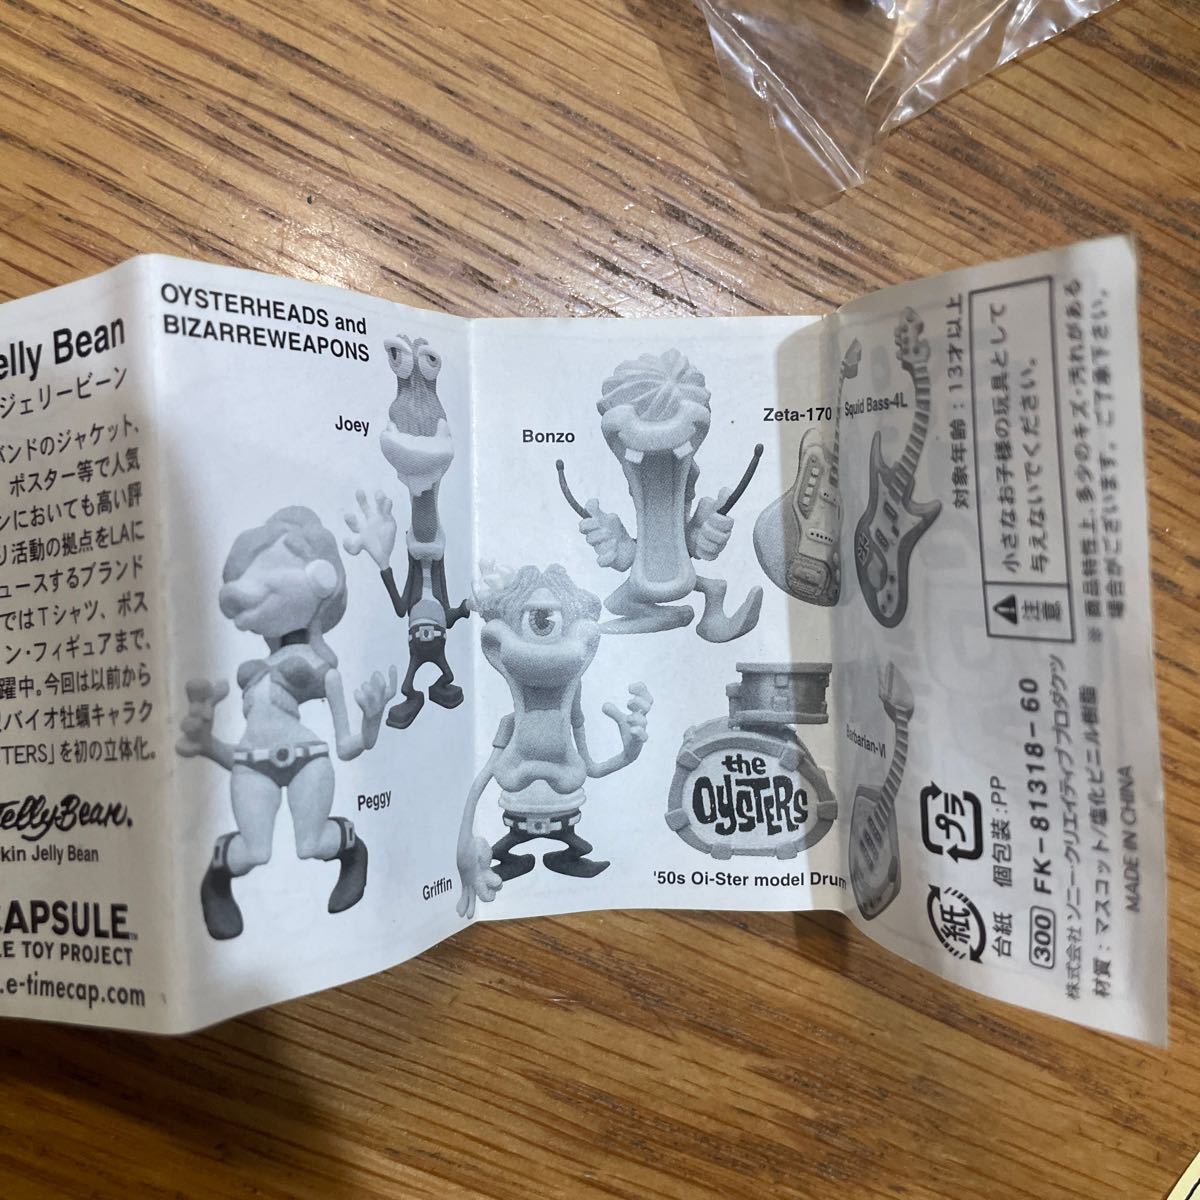 elly Bean
ジェリービーン
バンドのジャケット、
ポスター等で人気
ンにおいても高い評
り活動の拠点をLAに
ュースするブランド
ではTシャツ、ポス
ン・フィギュアまで、
躍中。今回は以前から
バイオ牡蠣キャラク
TERS」を初の立体化。
JellyBean.
kin Jelly Bean
CAPSULE™
LE TOY PROJECT
.e-timecap.com
OYSTERHEADS and
BIZARREWEAPONS
Joey
Peggy
Griffin
Bonzo
Zeta-170
Squid Bass-4L
Barbarian-VI
the
OYSTERS
'50s Oi-Ster model Drum
対象年齢：13才以上
注意
小さなお子様の玩具として
与えないでください。
※ 商品特性上、多少のキズ・汚れがある
場合がございます。ご了承下さい。
プラ
個包装：PP
紙
台紙
300 FK-81318-60
株式会社 ソニー・クリエイティブプロダクツ
材質：マスコット/塩化ビニル樹脂
MADE IN CHINA